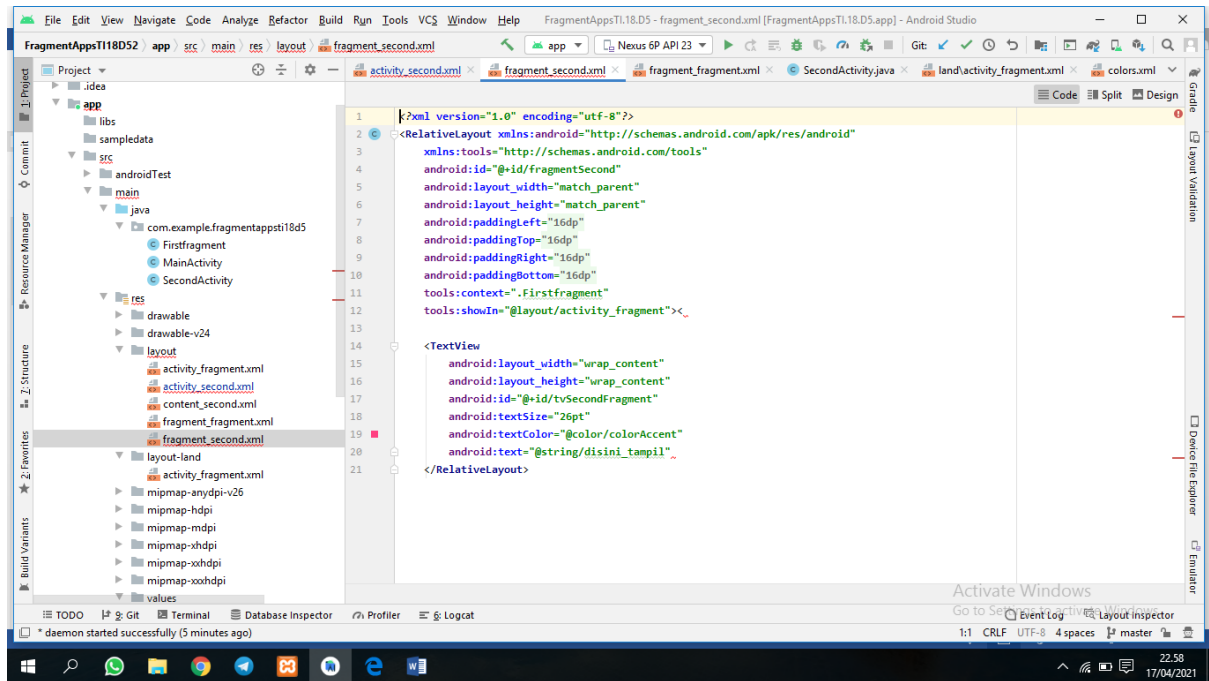 File Edit View Navigate Code Analyze Refactor Build Run Tools VCS Window Help FragmentAppsTI.18.D5 - fragment_second.xml [FragmentAppsTI.18.D5.app] - Android Studio
FragmentAppsTI18D52 app src main res layout fragment_second.xml app Nexus 6P API 23 Git:
Project activity_second.xml fragment_second.xml fragment_fragment.xml SecondActivity.java land\activity_fragment.xml colors.xml
Code Split Design
.idea
app
libs
sampledata
src
androidTest
main
java
com.example.fragmentappsti18d5
Firstfragment
MainActivity
SecondActivity
res
drawable
drawable-v24
layout
activity_fragment.xml
activity_second.xml
content_second.xml
fragment_fragment.xml
fragment_second.xml
layout-land
activity_fragment.xml
mipmap-anydpi-v26
mipmap-hdpi
mipmap-mdpi
mipmap-xhdpi
mipmap-xxhdpi
mipmap-xxxhdpi
values
1 <?xml version="1.0" encoding="utf-8"?>
2 <RelativeLayout xmlns:android="http://schemas.android.com/apk/res/android"
3 xmlns:tools="http://schemas.android.com/tools"
4 android:id="@+id/fragmentSecond"
5 android:layout_width="match_parent"
6 android:layout_height="match_parent"
7 android:paddingLeft="16dp"
8 android:paddingTop="16dp"
9 android:paddingRight="16dp"
10 android:paddingBottom="16dp"
11 tools:context=".Firstfragment"
12 tools:showIn="@layout/activity_fragment"><
13
14 <TextView
15 android:layout_width="wrap_content"
16 android:layout_height="wrap_content"
17 android:id="@+id/tvSecondFragment"
18 android:textSize="26pt"
19 android:textColor="@color/colorAccent"
20 android:text="@string/disini_tampil"
21 </RelativeLayout>
1: Project
Commit
Resource Manager
Z: Structure
2: Favorites
Build Variants
Gradle
Layout Validation
Device File Explorer
Emulator
Activate Windows
Go to Settings to activate Windows.
TODO 9: Git Terminal Database Inspector Profiler 6: Logcat Event Log Layout Inspector
* daemon started successfully (5 minutes ago) 1:1 CRLF UTF-8 4 spaces master
22.58
17/04/2021